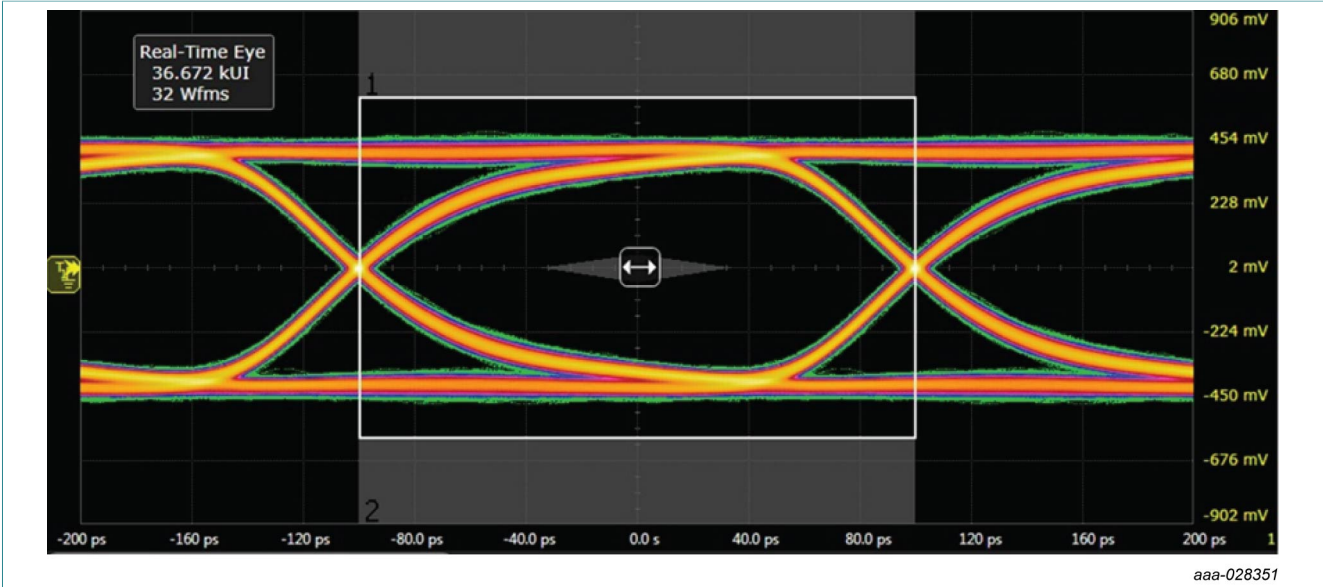 906 mV
Real-Time Eye
36.672 kUI
32 Wfms
680 mV
1
454 mV
228 mV
2 mV
-224 mV
-450 mV
-676 mV
2
-902 mV
-200 ps -160 ps -120 ps -80.0 ps -40.0 ps 0.0 s 40.0 ps 80.0 ps 120 ps 160 ps 200 ps 1
aaa-028351